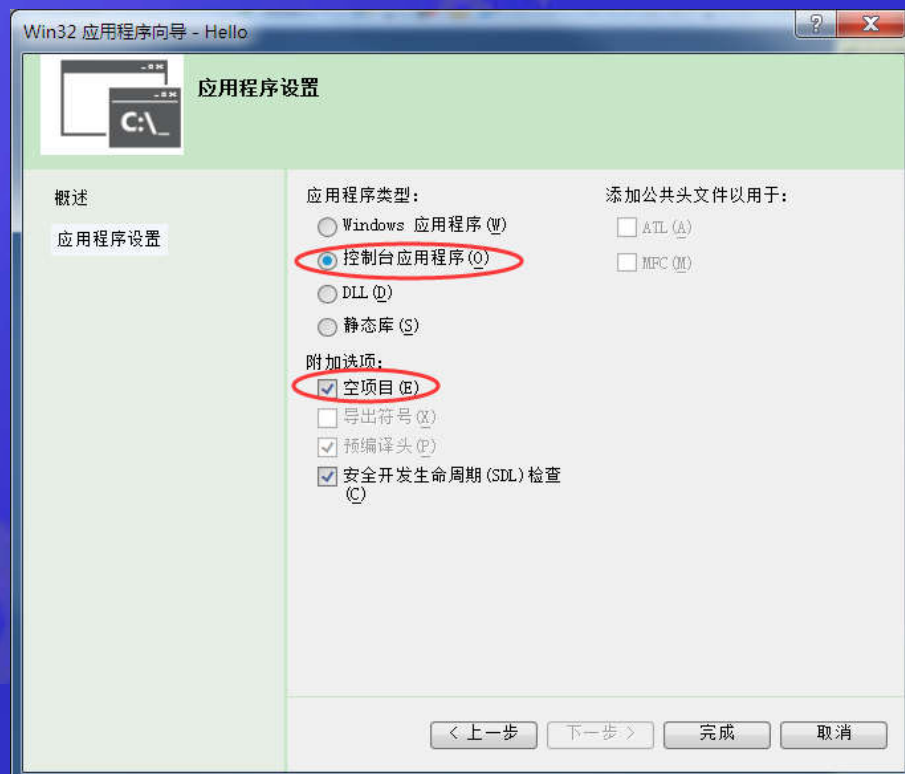 Win32 应用程序向导 - Hello
C:\_
应用程序设置
概述
应用程序设置
应用程序类型:
Windows 应用程序(W)
控制台应用程序(O)
DLL(D)
静态库(S)
附加选项:
空项目(E)
导出符号(X)
预编译头(P)
安全开发生命周期(SDL)检查
(C)
添加公共头文件以用于:
ATL(A)
MFC(M)
< 上一步
下一步 >
完成
取消